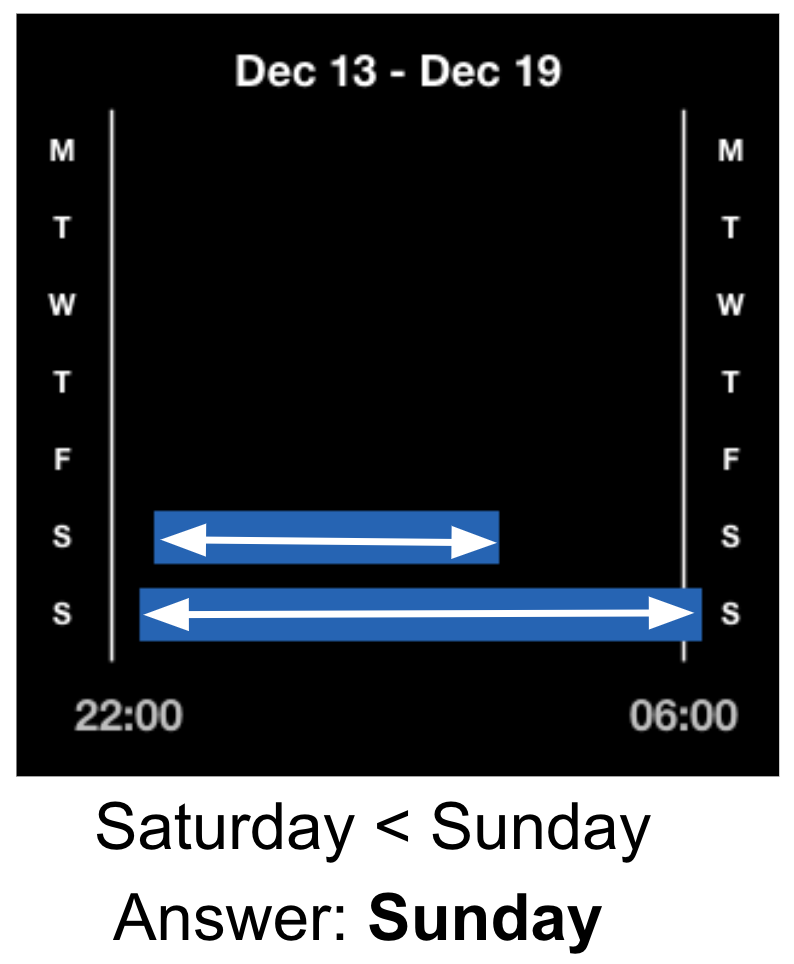 Dec 13 - Dec 19
M M
T T
W W
T T
F F
S S
S S
22:00 06:00
Saturday < Sunday
Answer: Sunday